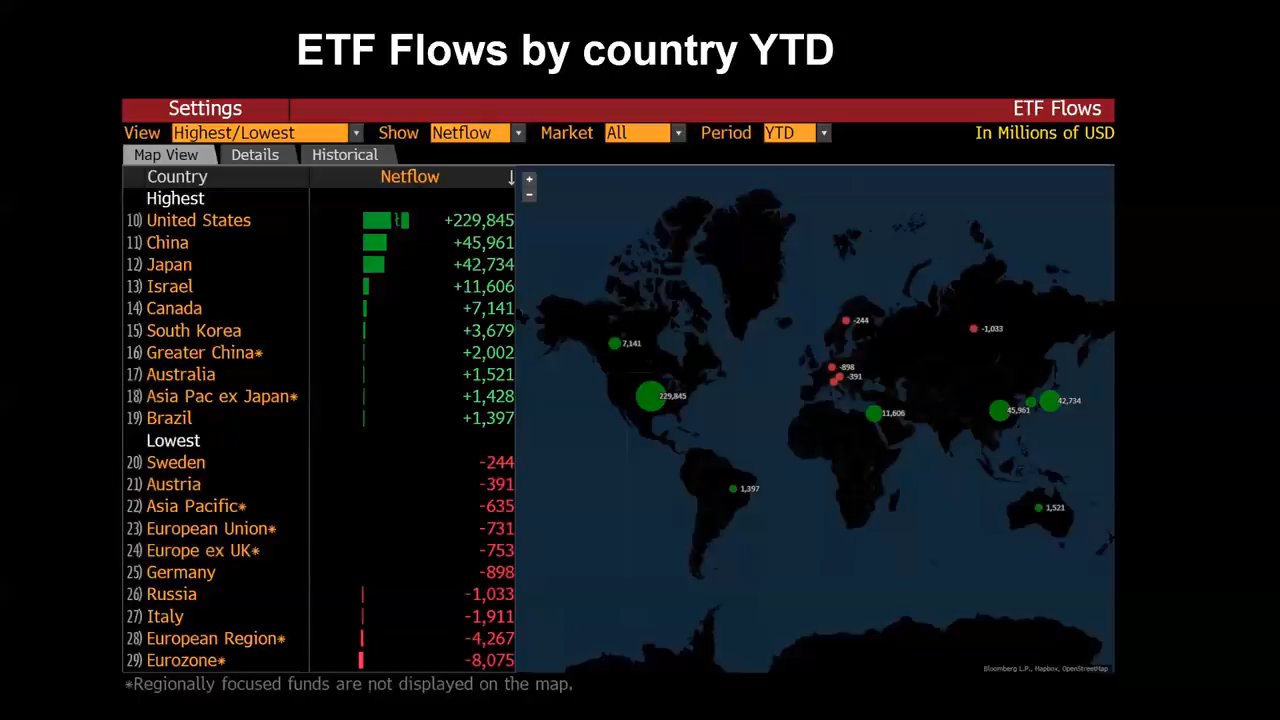 ETF Flows by country YTD
Settings ETF Flows
View Highest/Lowest Show Netflow Market All Period YTD In Millions of USD
Map View Details Historical
Country Netflow ↓
Highest
10) United States +229,845
11) China +45,961
12) Japan +42,734
13) Israel +11,606
14) Canada +7,141
15) South Korea +3,679
16) Greater China* +2,002
17) Australia +1,521
18) Asia Pac ex Japan* +1,428
19) Brazil +1,397
Lowest
20) Sweden -244
21) Austria -391
22) Asia Pacific* -635
23) European Union* -731
24) Europe ex UK* -753
25) Germany -898
26) Russia -1,033
27) Italy -1,911
28) European Region* -4,267
29) Eurozone* -8,075
+
-
-244
-1,033
7,141
-898
-391
229,845
42,734
45,961
11,606
1,397
1,521
Bloomberg L.P., Mapbox, OpenStreetMap
*Regionally focused funds are not displayed on the map.